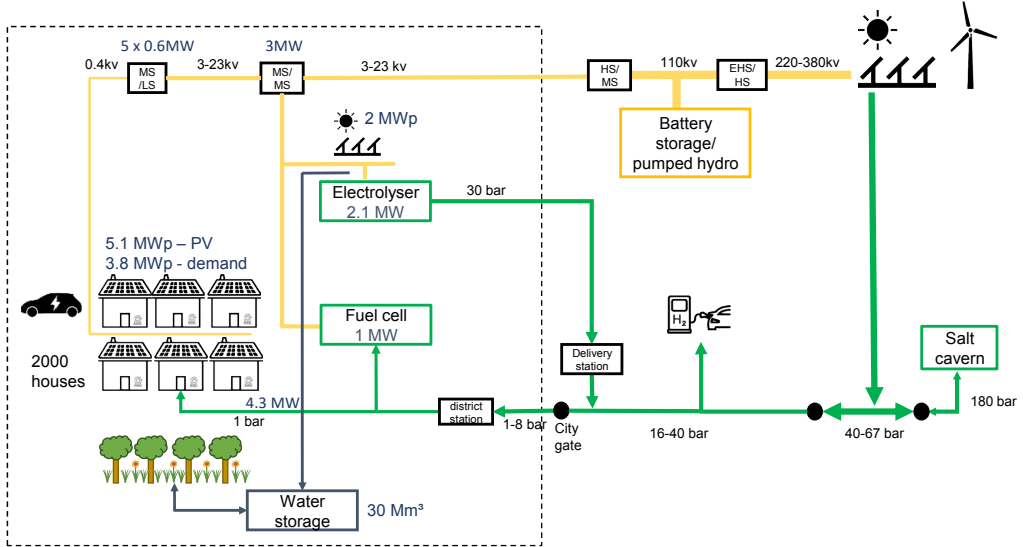 5 x 0.6MW
3MW
0.4kv
MS
/LS
3-23kv
MS/
MS
3-23 kv
HS/
MS
110kv
EHS/
HS
220-380kv
2 MWp
Battery
storage/
pumped hydro
Electrolyser
2.1 MW
30 bar
5.1 MWp – PV
3.8 MWp - demand
Fuel cell
1 MW
H2
Delivery
station
Salt
cavern
2000
houses
4.3 MW
1 bar
district
station
1-8 bar
City
gate
16-40 bar
40-67 bar
180 bar
Water
storage
30 Mm³